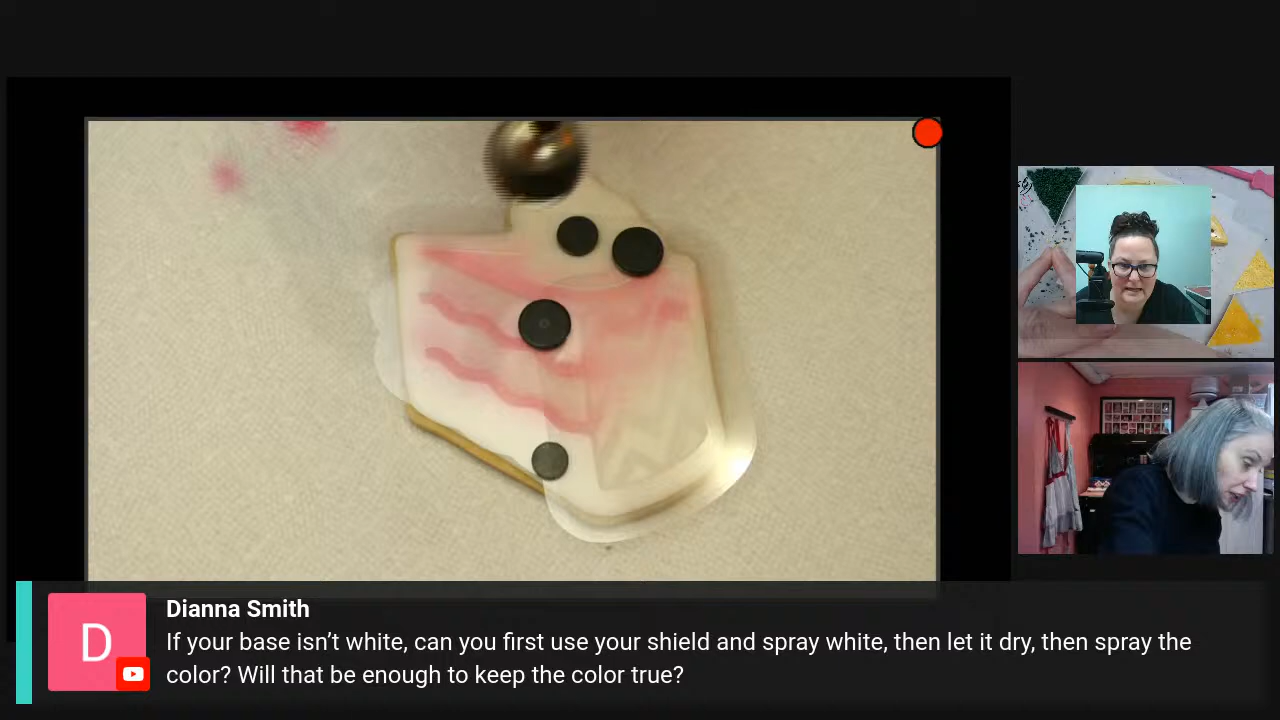 D
Dianna Smith
If your base isn’t white, can you first use your shield and spray white, then let it dry, then spray the
color? Will that be enough to keep the color true?